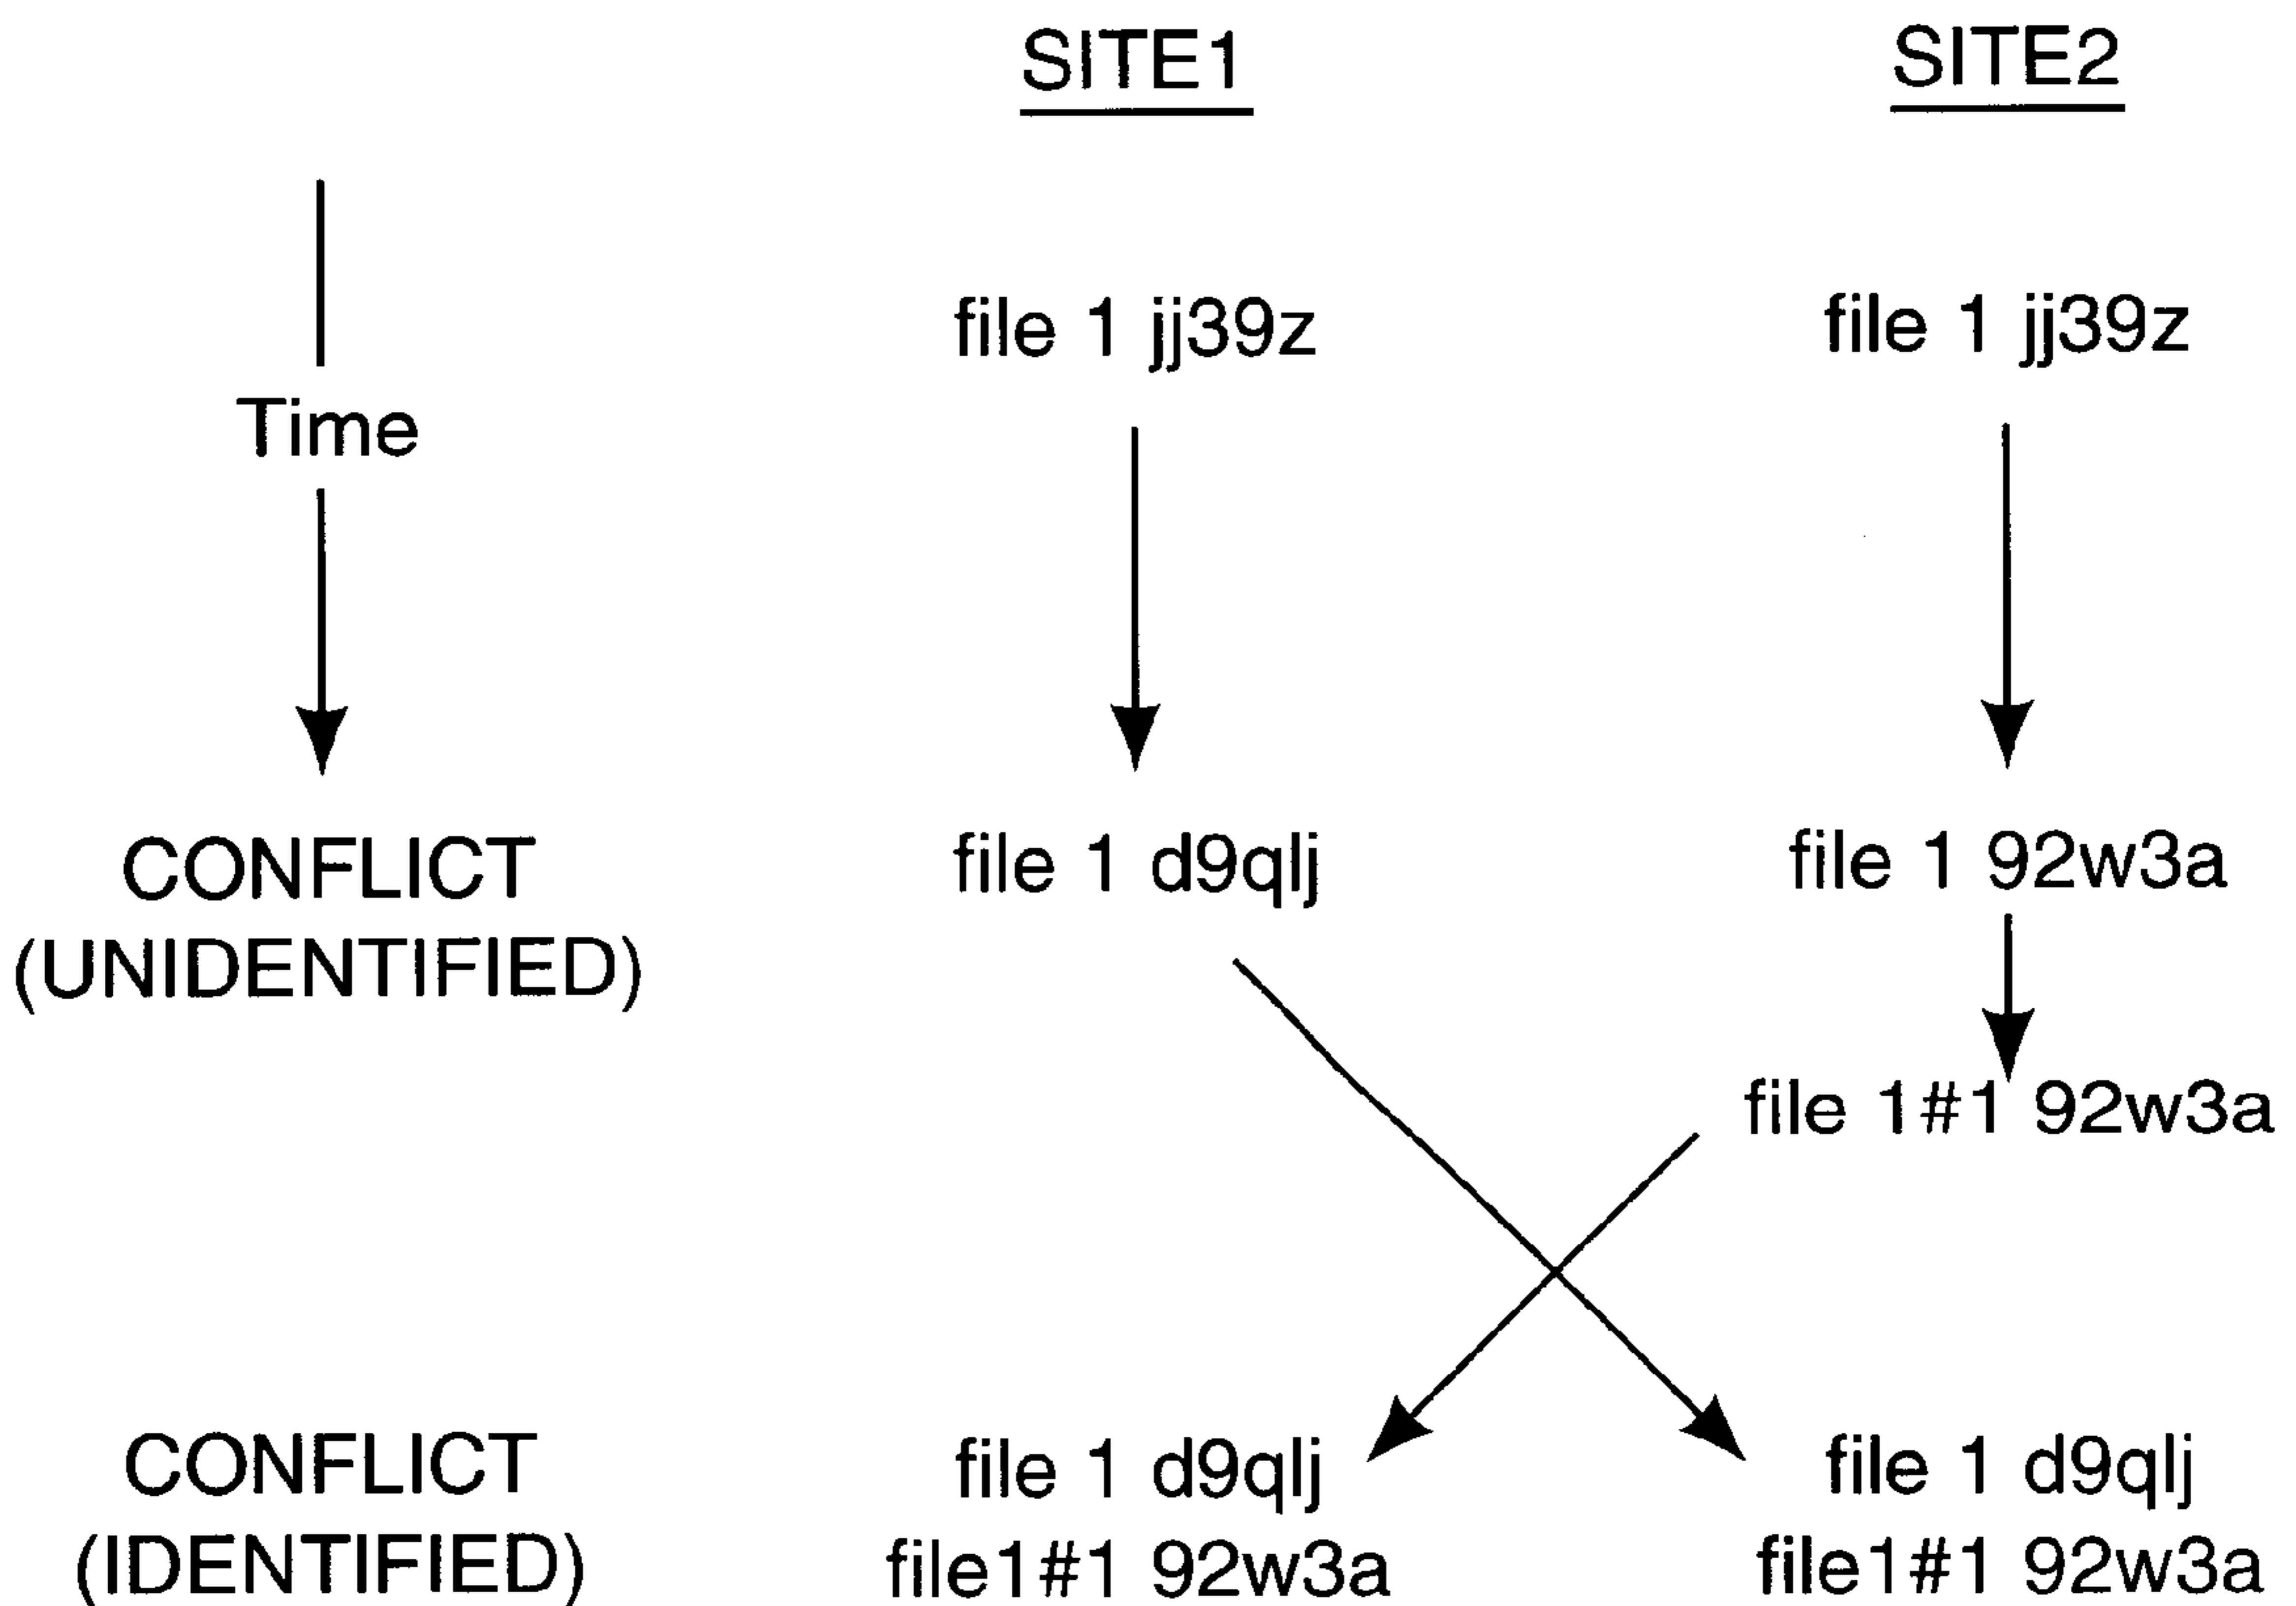 SITE1 SITE2
file 1 jj39z file 1 jj39z
Time
CONFLICT file 1 d9qlj file 1 92w3a
(UNIDENTIFIED)
file 1#1 92w3a
CONFLICT file 1 d9qlj file 1 d9qlj
(IDENTIFIED) file1#1 92w3a file1#1 92w3a